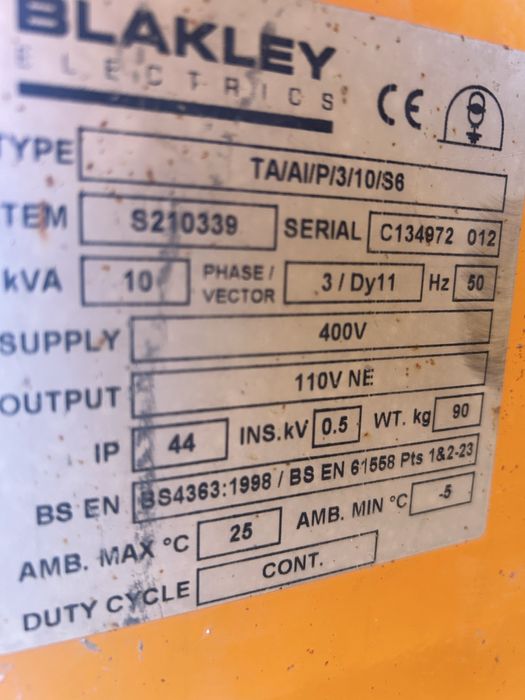 BLAKLEY
ELECTRICS
CE
TYPE TA/AI/P/3/10/S6
ITEM S210339 SERIAL C134972 012
kVA 10 PHASE / VECTOR 3 / Dy11 Hz 50
SUPPLY 400V
OUTPUT 110V NE
IP 44 INS.kV 0.5 WT. kg 90
BS EN BS4363:1998 / BS EN 61558 Pts 1&2-23
AMB. MAX °C 25 AMB. MIN °C -5
DUTY CYCLE CONT.